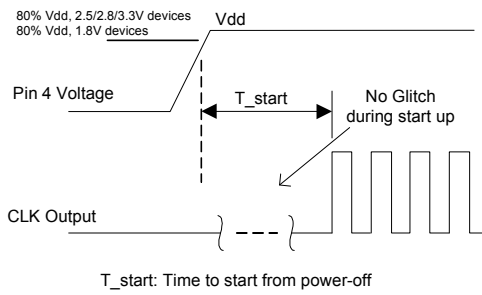 80% Vdd, 2.5/2.8/3.3V devices
80% Vdd, 1.8V devices
Vdd
Pin 4 Voltage
T_start
No Glitch
during start up
CLK Output
T_start: Time to start from power-off